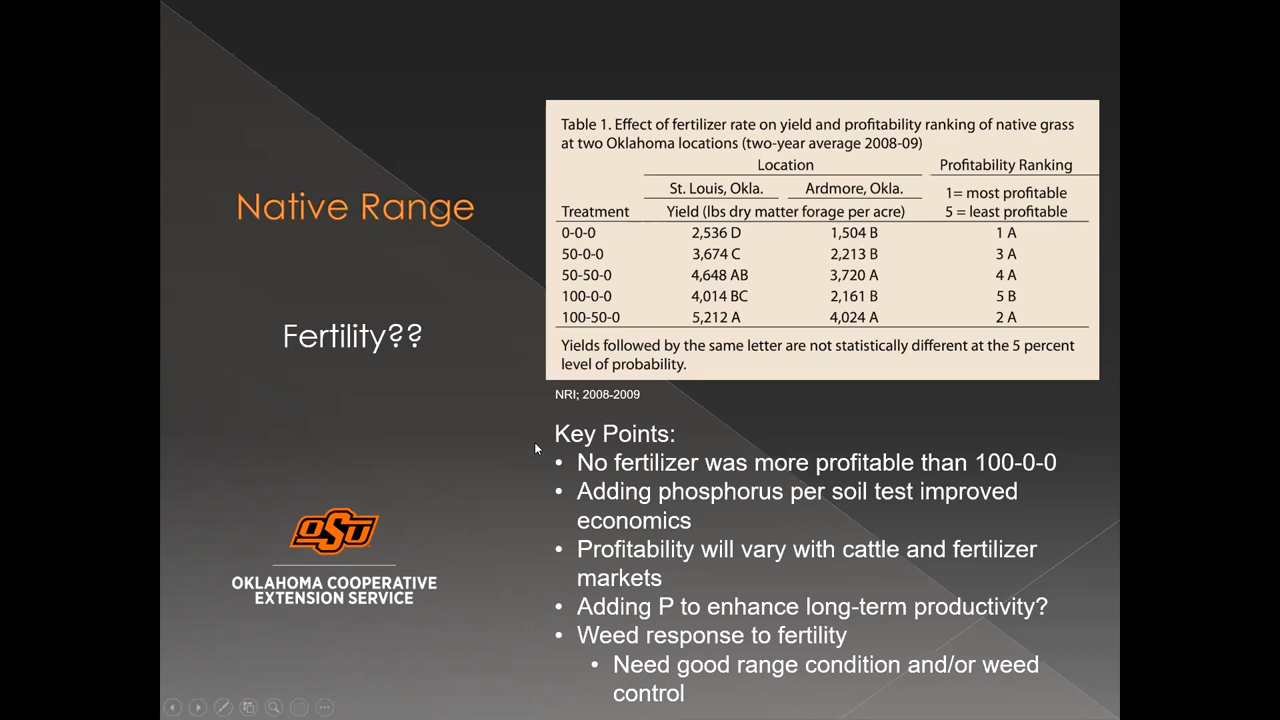 Native Range
Fertility??
OSU
OKLAHOMA COOPERATIVE
EXTENSION SERVICE
Table 1. Effect of fertilizer rate on yield and profitability ranking of native grass
at two Oklahoma locations (two-year average 2008-09)
Location Profitability Ranking
St. Louis, Okla. Ardmore, Okla. 1= most profitable
Treatment Yield (lbs dry matter forage per acre) 5 = least profitable
0-0-0 2,536 D 1,504 B 1 A
50-0-0 3,674 C 2,213 B 3 A
50-50-0 4,648 AB 3,720 A 4 A
100-0-0 4,014 BC 2,161 B 5 B
100-50-0 5,212 A 4,024 A 2 A
Yields followed by the same letter are not statistically different at the 5 percent
level of probability.
NRI; 2008-2009
Key Points:
• No fertilizer was more profitable than 100-0-0
• Adding phosphorus per soil test improved
economics
• Profitability will vary with cattle and fertilizer
markets
• Adding P to enhance long-term productivity?
• Weed response to fertility
• Need good range condition and/or weed
control